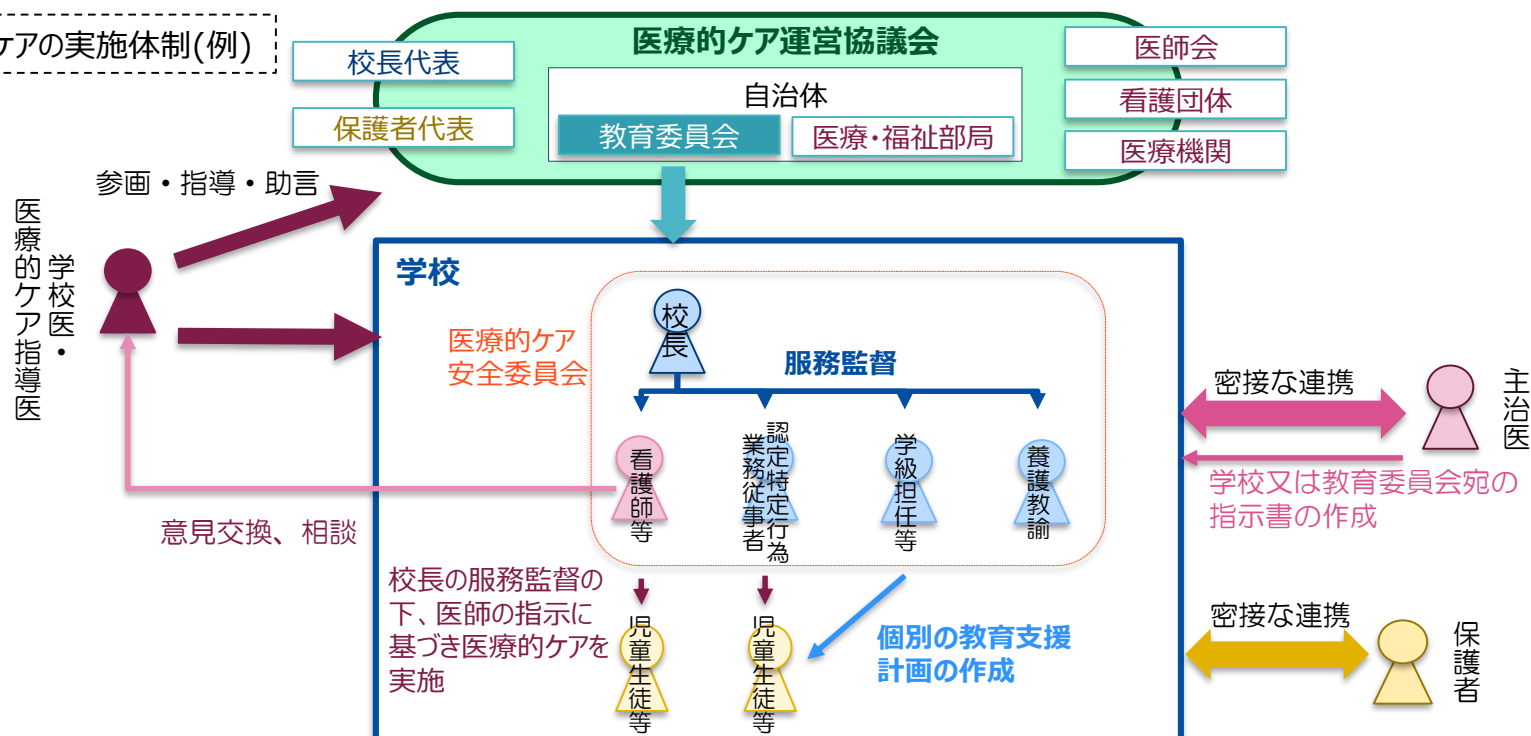 ケアの実施体制(例)
医療的ケア運営協議会
校長代表
保護者代表
自治体
教育委員会
医療・福祉部局
医師会
看護団体
医療機関
参画・指導・助言
学校医・
医療的ケア指導医
学校
医療的ケア
安全委員会
校長
服務監督
看護師等
認定特定行為
業務従事者
学級担任等
養護教諭
意見交換、相談
校長の服務監督の
下、医師の指示に
基づき医療的ケアを
実施
児童生徒等
児童生徒等
個別の教育支援
計画の作成
密接な連携
主治医
学校又は教育委員会宛の
指示書の作成
密接な連携
保護者